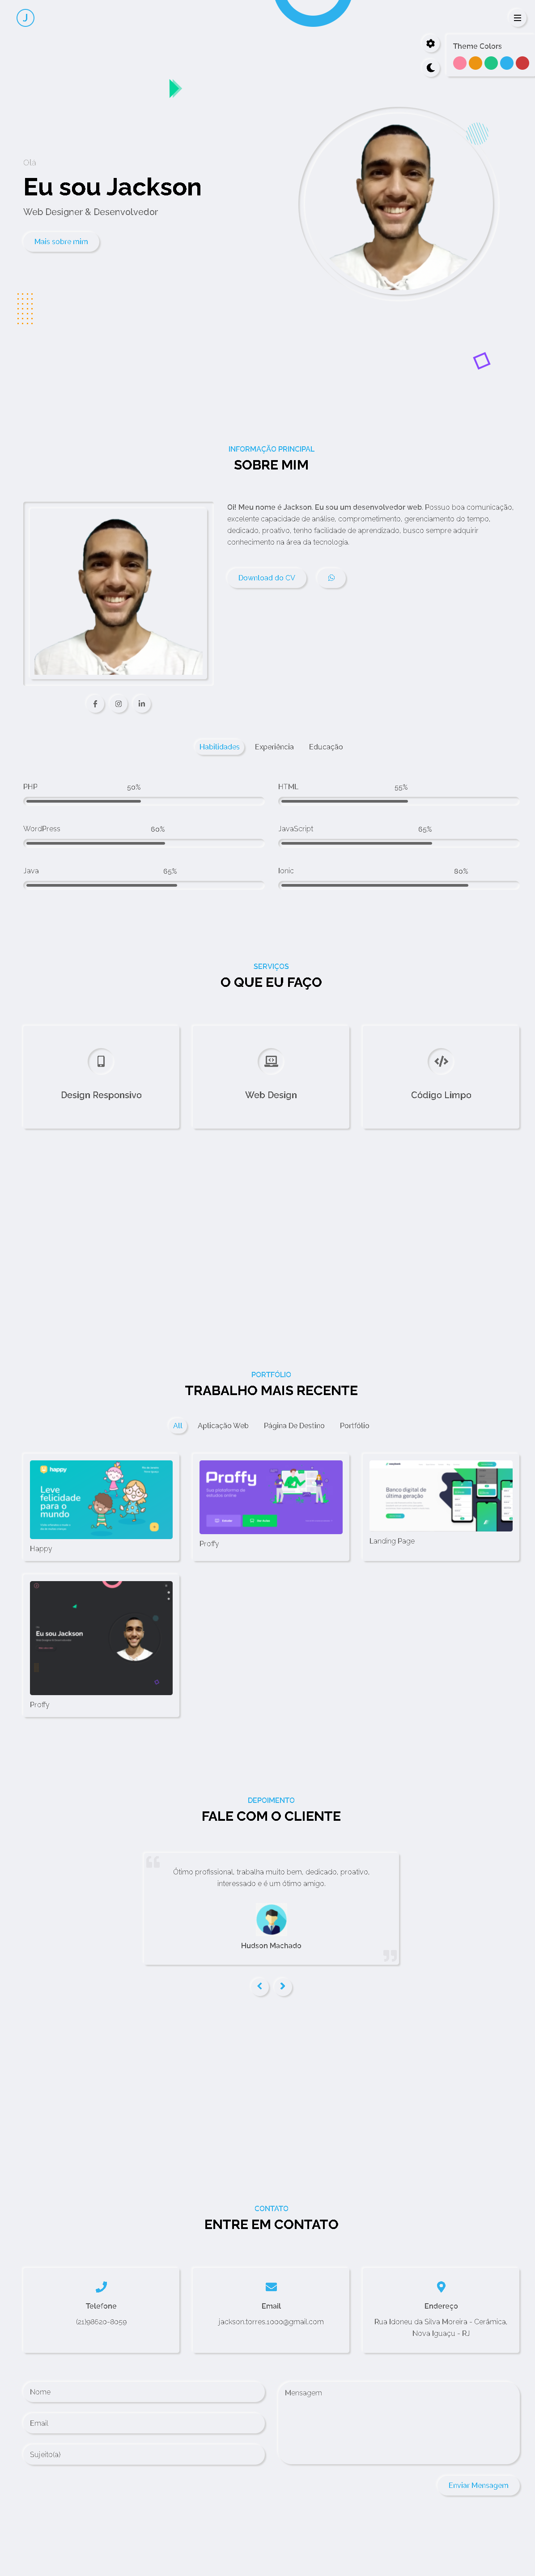 J
Theme Colors
Olá
Eu sou Jackson
Web Designer & Desenvolvedor
Mais sobre mim
INFORMAÇÃO PRINCIPAL
SOBRE MIM
Oi! Meu nome é Jackson. Eu sou um desenvolvedor web. Possuo boa comunicação,
excelente capacidade de análise, comprometimento, gerenciamento do tempo,
dedicado, proativo, tenho facilidade de aprendizado, busco sempre adquirir
conhecimento na área da tecnologia.
Download do CV
Habilidades Experiência Educação
PHP 50% HTML 55%
WordPress 60% JavaScript 65%
Java 65% Ionic 80%
SERVIÇOS
O QUE EU FAÇO
Design Responsivo Web Design Código Limpo
PORTFÓLIO
TRABALHO MAIS RECENTE
All Aplicação Web Página De Destino Portfólio
happy
Leve
felicidade
para o
mundo
Happy
Proffy
Sua plataforma de
estudos online
Proffy
Banco digital de
última geração
Landing Page
Eu sou Jackson
Proffy
DEPOIMENTO
FALE COM O CLIENTE
Ótimo profissional, trabalha muito bem, dedicado, proativo,
interessado e é um ótimo amigo.
Hudson Machado
CONTATO
ENTRE EM CONTATO
Telefone
(21)98620-8059
Email
jackson.torres.1000@gmail.com
Endereço
Rua Idoneu da Silva Moreira - Cerâmica,
Nova Iguaçu - RJ
Nome
Email
Sujeito(a)
Mensagem
Enviar Mensagem